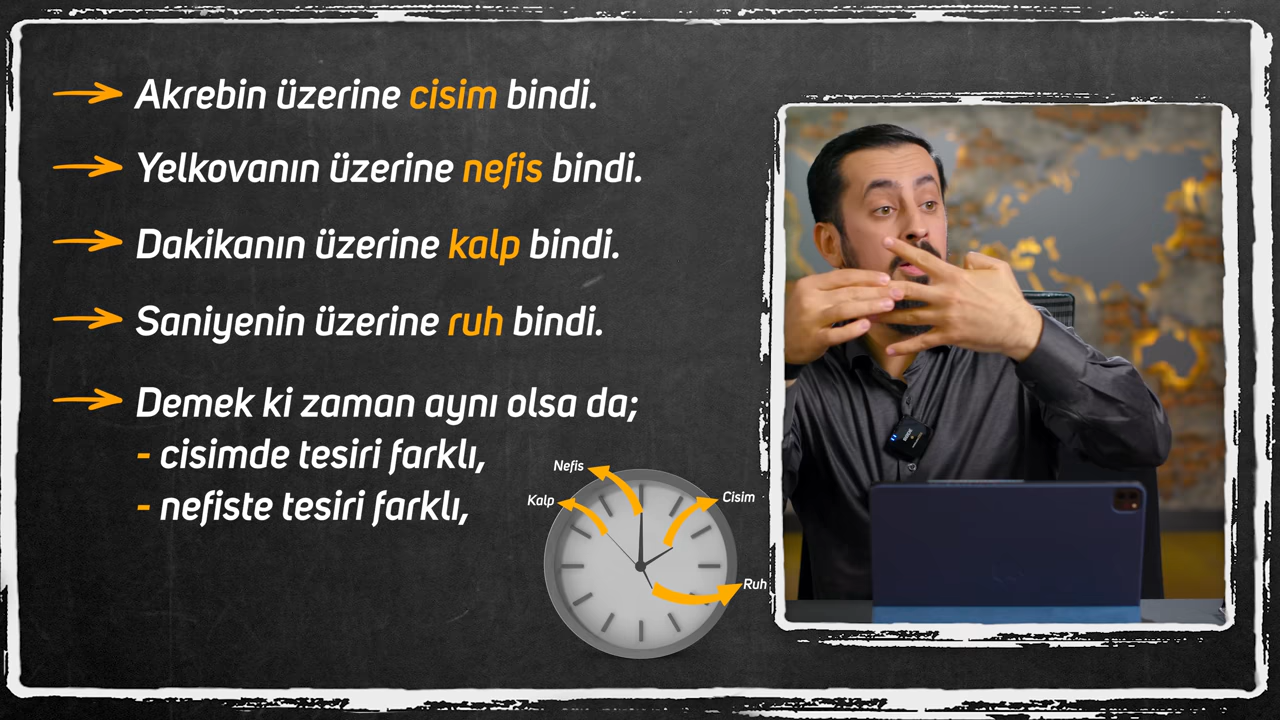 Akrebin üzerine cisim bindi.
Yelkovanın üzerine nefis bindi.
Dakikanın üzerine kalp bindi.
Saniyenin üzerine ruh bindi.
Demek ki zaman aynı olsa da;
- cisimde tesiri farklı,
- nefiste tesiri farklı,
Nefis
Kalp
Cisim
Ruh